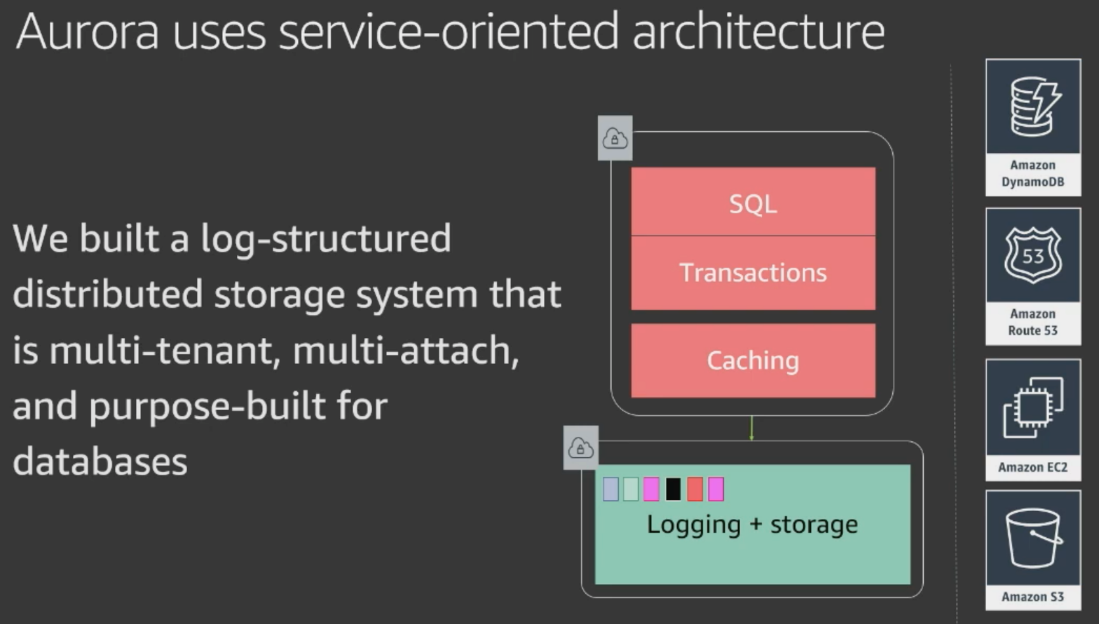 Aurora uses service-oriented architecture
We built a log-structured
distributed storage system that
is multi-tenant, multi-attach,
and purpose-built for
databases
SQL
Transactions
Caching
Logging + storage
Amazon
DynamoDB
53
Amazon
Route 53
Amazon EC2
Amazon S3